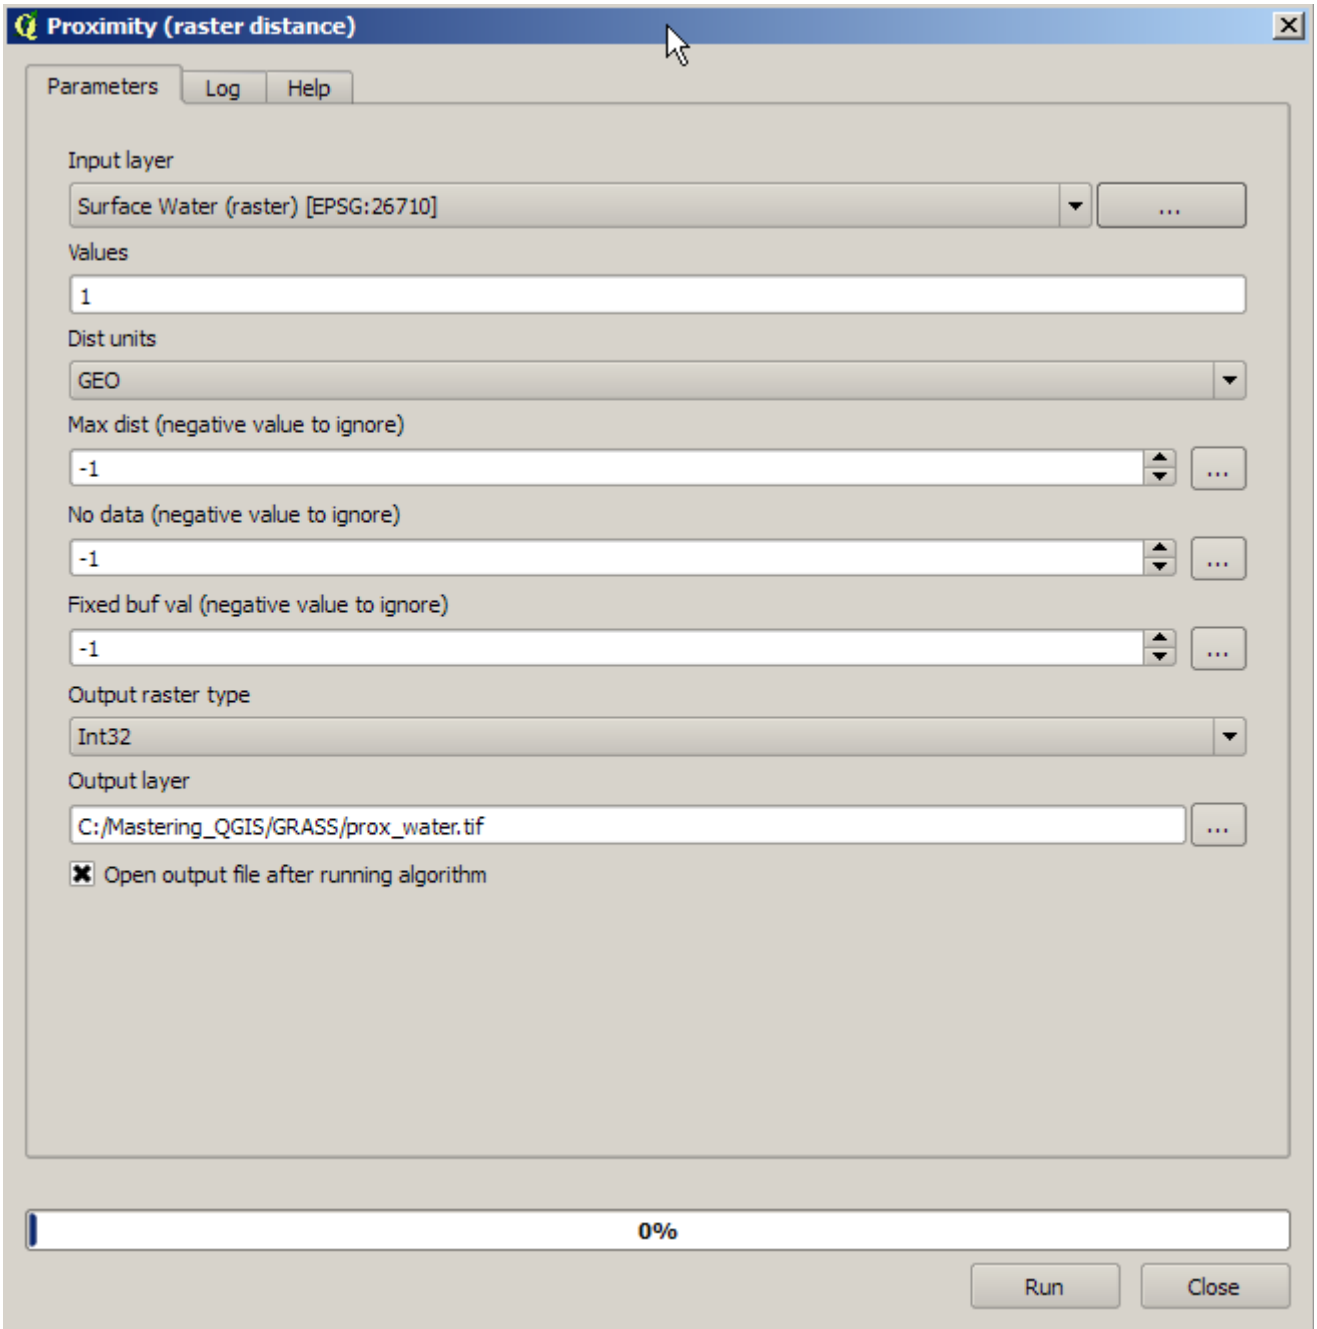 Proximity (raster distance)
Parameters Log Help
Input layer
Surface Water (raster) [EPSG:26710] ...
Values
1
Dist units
GEO
Max dist (negative value to ignore)
-1 ...
No data (negative value to ignore)
-1 ...
Fixed buf val (negative value to ignore)
-1 ...
Output raster type
Int32
Output layer
C:/Mastering_QGIS/GRASS/prox_water.tif ...
Open output file after running algorithm
0%
Run Close